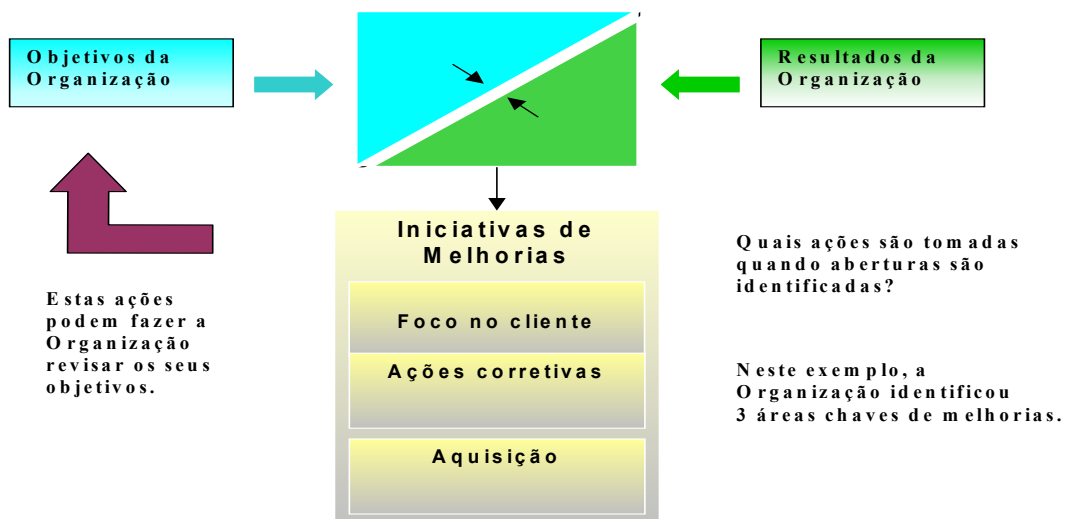 Objetivos da
Organização
Resultados da
Organização
Iniciativas de
Melhorias
Quais ações são tomadas
quando aberturas são
identificadas?
Estas ações
podem fazer a
Organização
revisar os seus
objetivos.
Foco no cliente
Ações corretivas
Neste exemplo, a
Organização identificou
3 áreas chaves de melhorias.
Aquisição